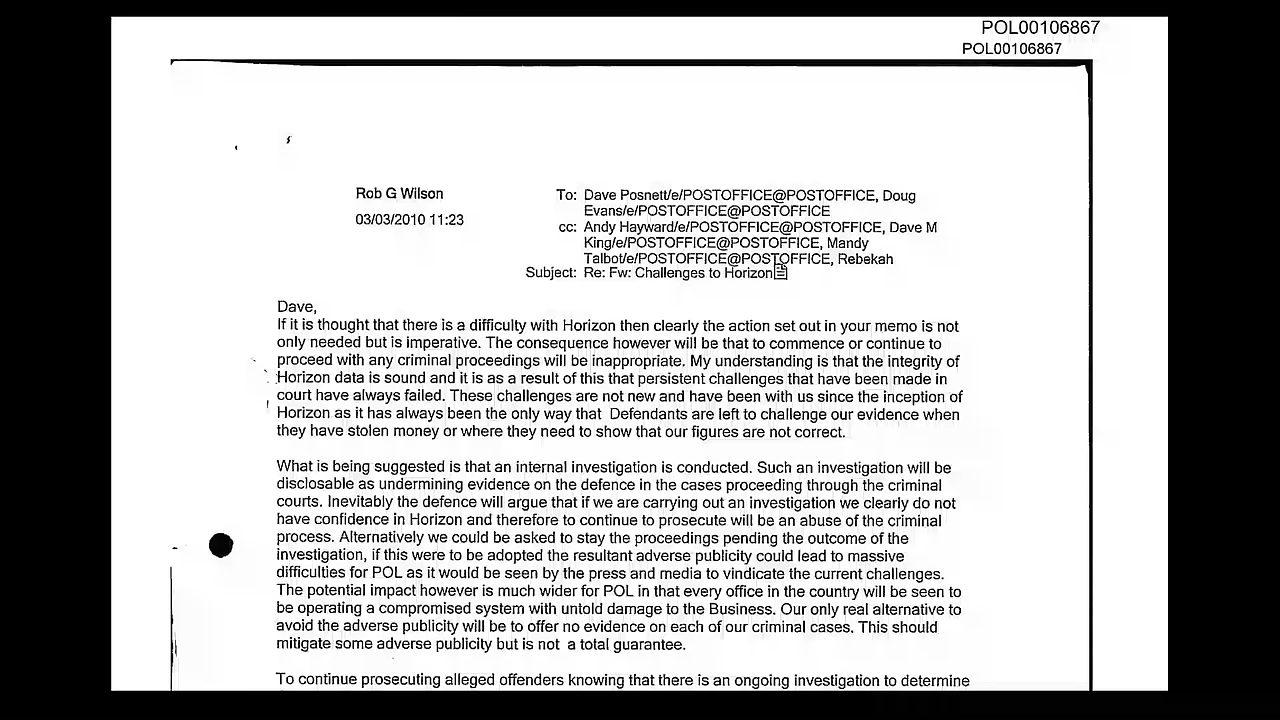 POL00106867
POL00106867
Rob G Wilson
03/03/2010 11:23
To: Dave Posnett/e/POSTOFFICE@POSTOFFICE, Doug
Evans/e/POSTOFFICE@POSTOFFICE
cc: Andy Hayward/e/POSTOFFICE@POSTOFFICE, Dave M
King/e/POSTOFFICE@POSTOFFICE, Mandy
Talbot/e/POSTOFFICE@POSTOFFICE, Rebekah
Subject: Re: Fw: Challenges to Horizon
Dave,
If it is thought that there is a difficulty with Horizon then clearly the action set out in your memo is not
only needed but is imperative. The consequence however will be that to commence or continue to
proceed with any criminal proceedings will be inappropriate. My understanding is that the integrity of
Horizon data is sound and it is as a result of this that persistent challenges that have been made in
court have always failed. These challenges are not new and have been with us since the inception of
Horizon as it has always been the only way that Defendants are left to challenge our evidence when
they have stolen money or where they need to show that our figures are not correct.
What is being suggested is that an internal investigation is conducted. Such an investigation will be
disclosable as undermining evidence on the defence in the cases proceeding through the criminal
courts. Inevitably the defence will argue that if we are carrying out an investigation we clearly do not
have confidence in Horizon and therefore to continue to prosecute will be an abuse of the criminal
process. Alternatively we could be asked to stay the proceedings pending the outcome of the
investigation, if this were to be adopted the resultant adverse publicity could lead to massive
difficulties for POL as it would be seen by the press and media to vindicate the current challenges.
The potential impact however is much wider for POL in that every office in the country will be seen to
be operating a compromised system with untold damage to the Business. Our only real alternative to
avoid the adverse publicity will be to offer no evidence on each of our criminal cases. This should
mitigate some adverse publicity but is not a total guarantee.
To continue prosecuting alleged offenders knowing that there is an ongoing investigation to determine